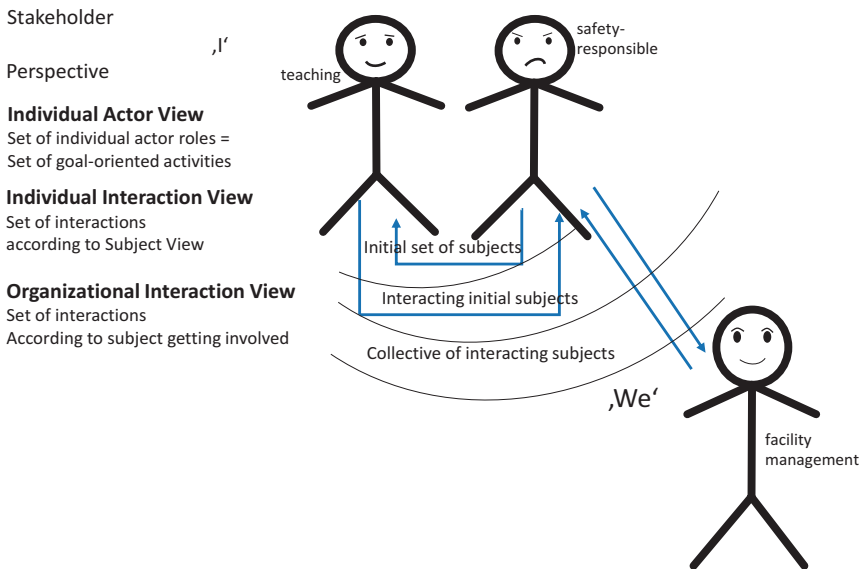 Stakeholder
‚I‘
Perspective
Individual Actor View
Set of individual actor roles =
Set of goal-oriented activities
Individual Interaction View
Set of interactions
according to Subject View
Organizational Interaction View
Set of interactions
According to subject getting involved
teaching
safety-
responsible
Initial set of subjects
Interacting initial subjects
Collective of interacting subjects
‚We‘
facility
management